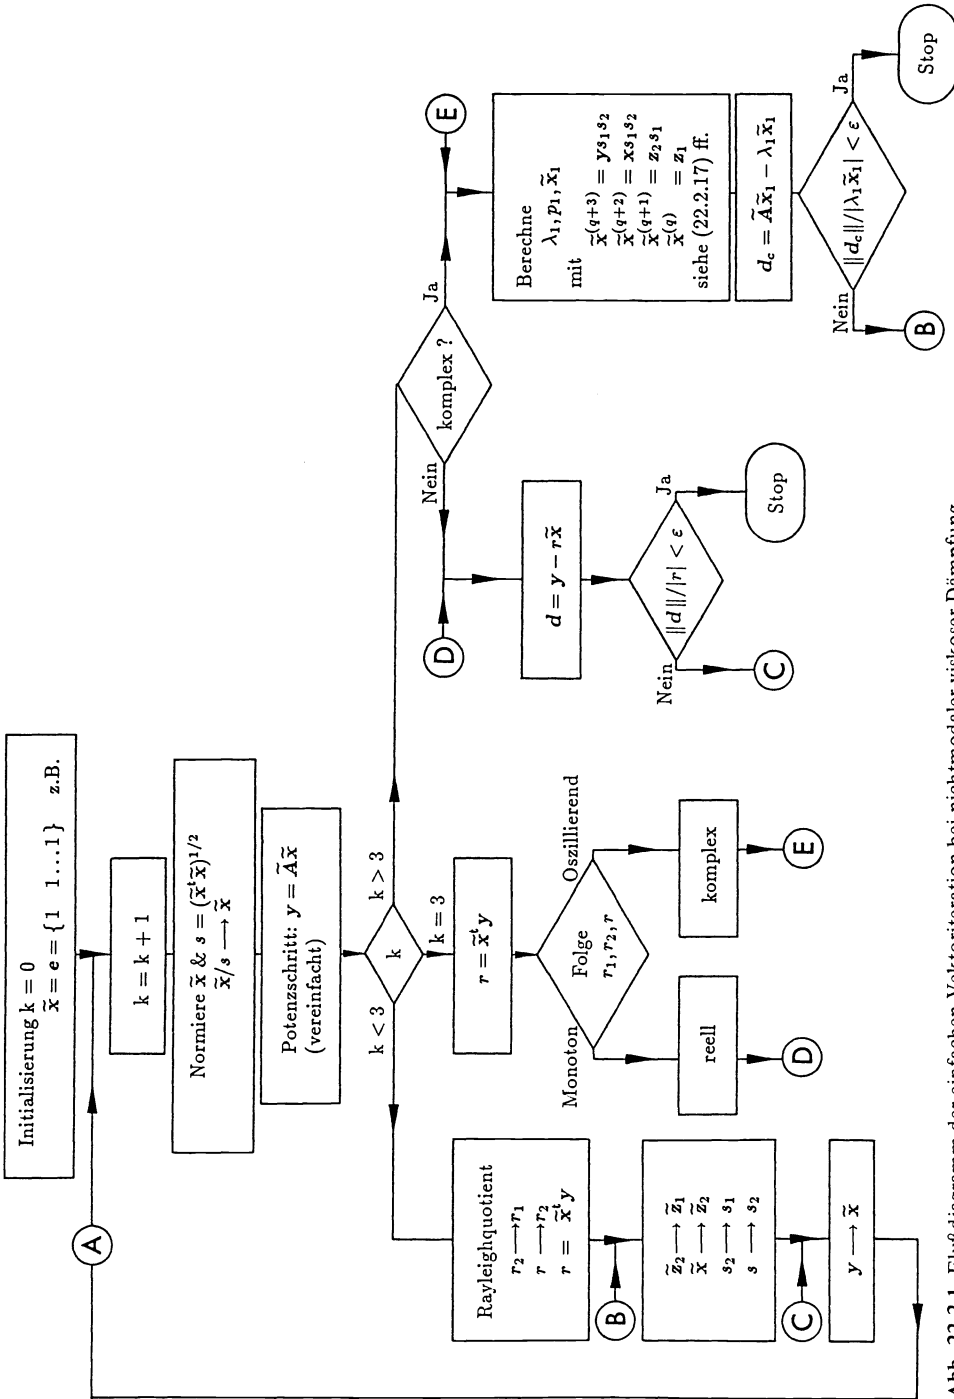 Initialisierung k = 0
x̃ = e = {1 1...1} z.B.
A
k = k + 1
Normiere x̃ & s = (x̃ᵗx̃)^{1/2}
x̃/s ⟶ x̃
Potenzschritt: y = Ãx̃
(vereinfacht)
k < 3
k
k > 3
k = 3
Rayleighquotient
r₂ ⟶ r₁
r ⟶ r₂
r = x̃ᵗy
B
z̃₂ ⟶ z̃₁
x̃ ⟶ z̃₂
s₂ ⟶ s₁
s ⟶ s₂
C
y ⟶ x̃
r = x̃ᵗy
Monoton
Folge
r₁, r₂, r
Oszillierend
reell
komplex
D
E
Nein
komplex ?
Ja
D
d = y − rx̃
Nein
‖d‖/|r| < ε
Ja
C
Stop
E
Berechne
λ₁, p₁, x̃₁
mit x̃^{(q+3)} = ys₁s₂
x̃^{(q+2)} = xs₁s₂
x̃^{(q+1)} = z₂s₁
x̃^{(q)} = z₁
siehe (22.2.17) ff.
d_c = Ãx̃₁ − λ₁x̃₁
Nein
‖d_c‖/|λ₁x̃₁| < ε
Ja
B
Stop
Abb. 22.2.1 Flußdiagramm der einfachen Vektoriteration bei nichtmodaler viskoser Dämpfung